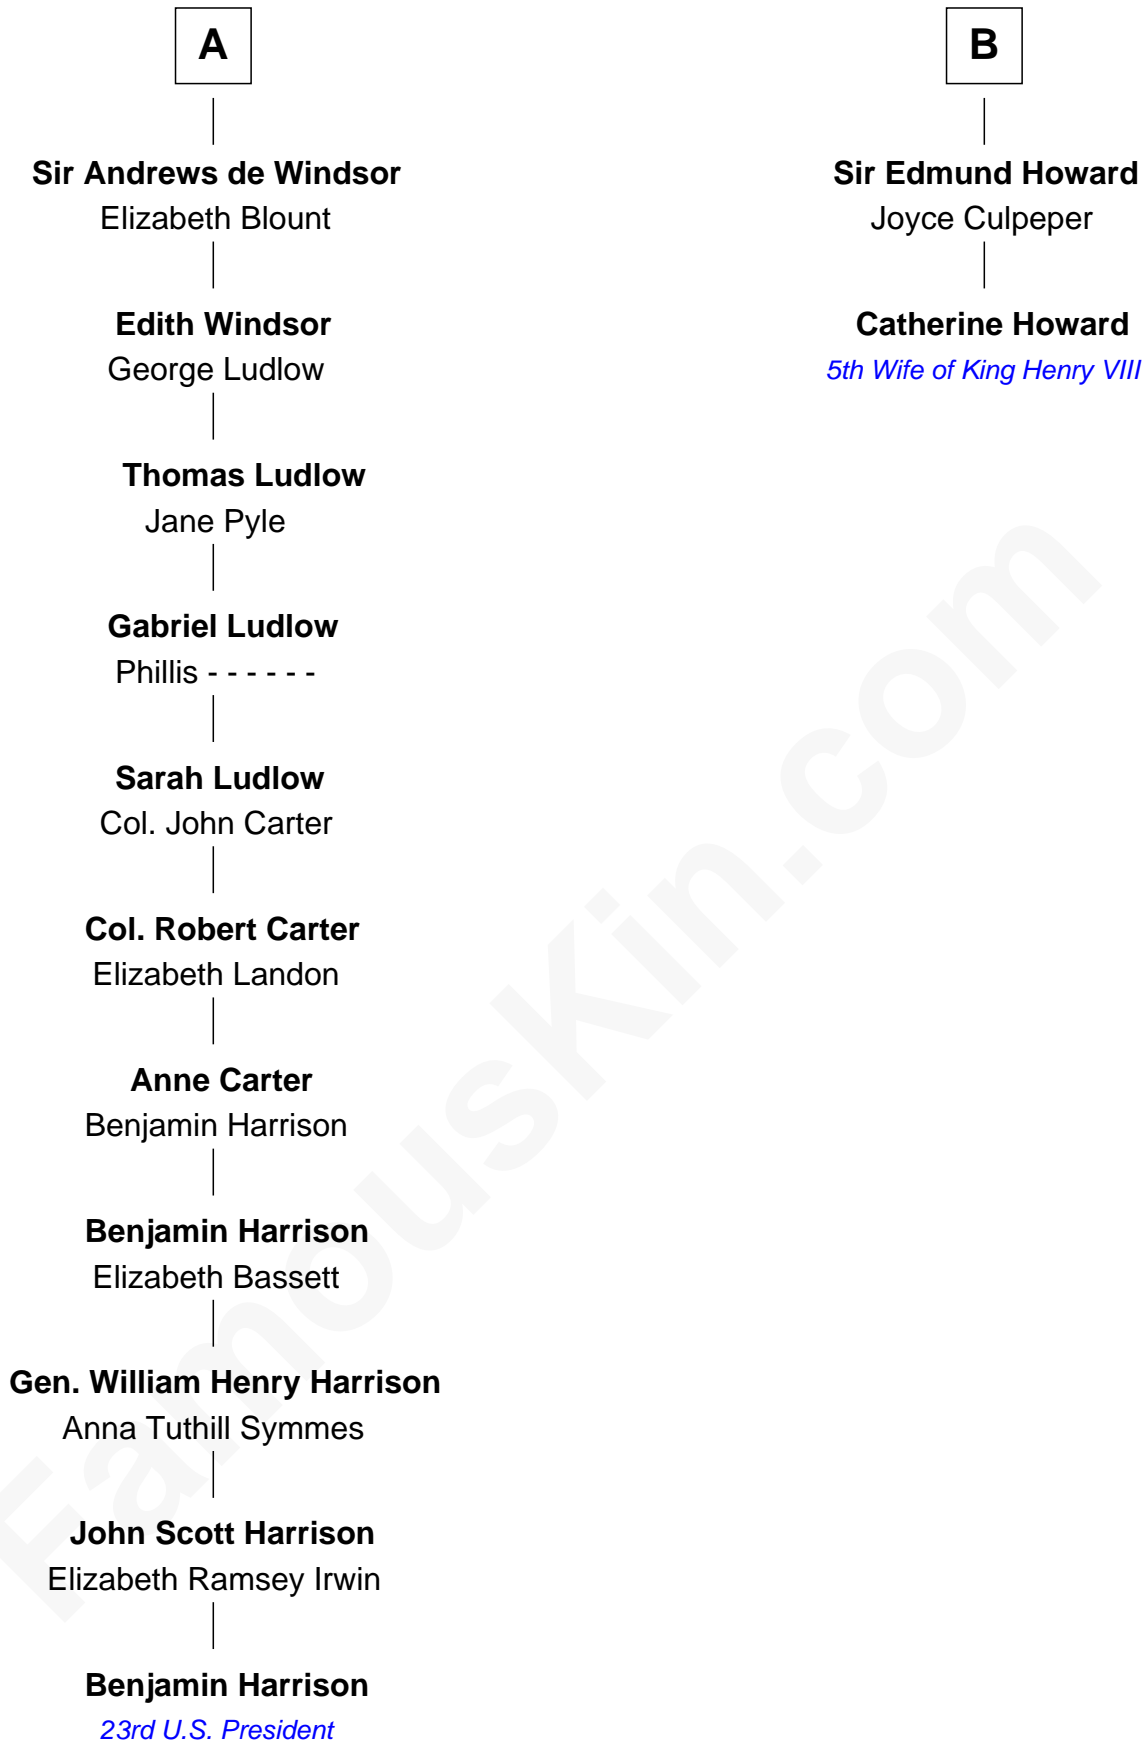 A
Sir Andrews de Windsor
Elizabeth Blount
Edith Windsor
George Ludlow
Thomas Ludlow
Jane Pyle
Gabriel Ludlow
Phillis - - - - - -
Sarah Ludlow
Col. John Carter
Col. Robert Carter
Elizabeth Landon
Anne Carter
Benjamin Harrison
Benjamin Harrison
Elizabeth Bassett
Gen. William Henry Harrison
Anna Tuthill Symmes
John Scott Harrison
Elizabeth Ramsey Irwin
Benjamin Harrison
23rd U.S. President
B
Sir Edmund Howard
Joyce Culpeper
Catherine Howard
5th Wife of King Henry VIII
FamousKin.com